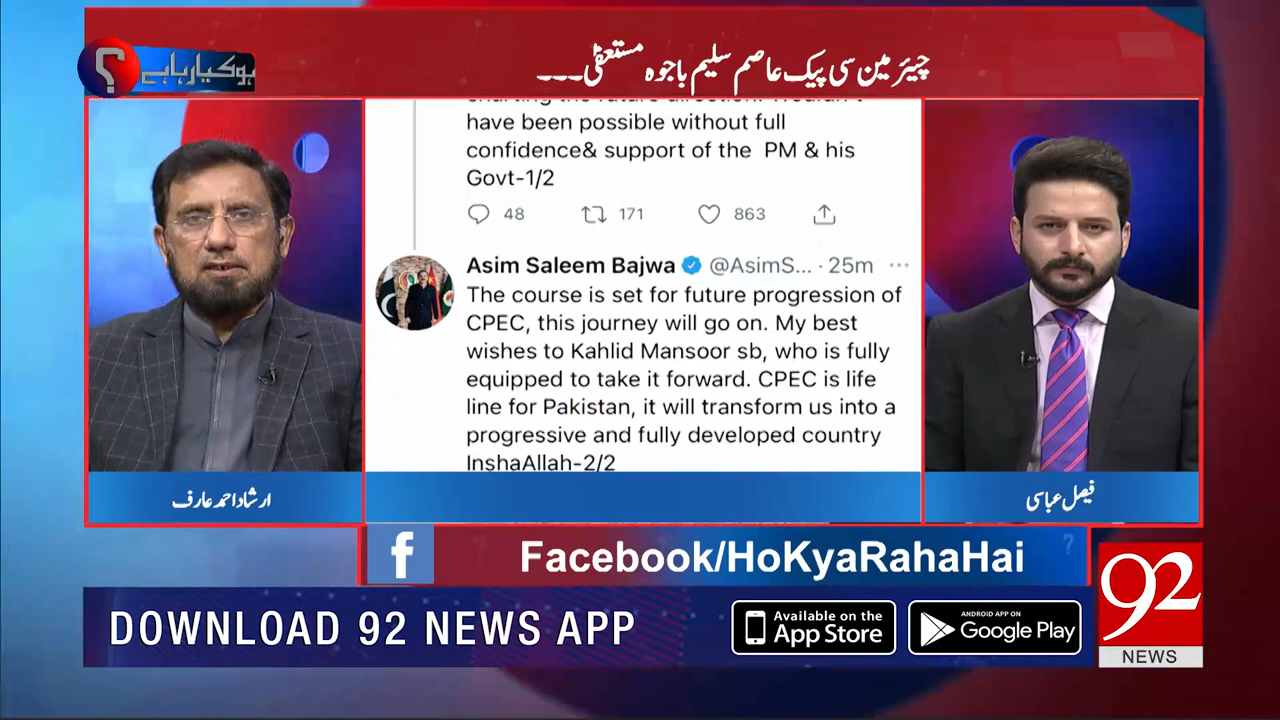 چیئرمین سی پیک عاصم سلیم باجوہ مستعفیٰ ۔۔۔
ہو کیا رہا ہے ؟
charting the future direction. Wouldn't
have been possible without full
confidence& support of the PM & his
Govt-1/2
48 171 863
Asim Saleem Bajwa @AsimS... · 25m ...
The course is set for future progression of
CPEC, this journey will go on. My best
wishes to Kahlid Mansoor sb, who is fully
equipped to take it forward. CPEC is life
line for Pakistan, it will transform us into a
progressive and fully developed country
InshaAllah-2/2
ارشاد احمد عارف
فیصل عباسی
f Facebook/HoKyaRahaHai
DOWNLOAD 92 NEWS APP
Available on the
App Store
ANDROID APP ON
Google Play
92
NEWS